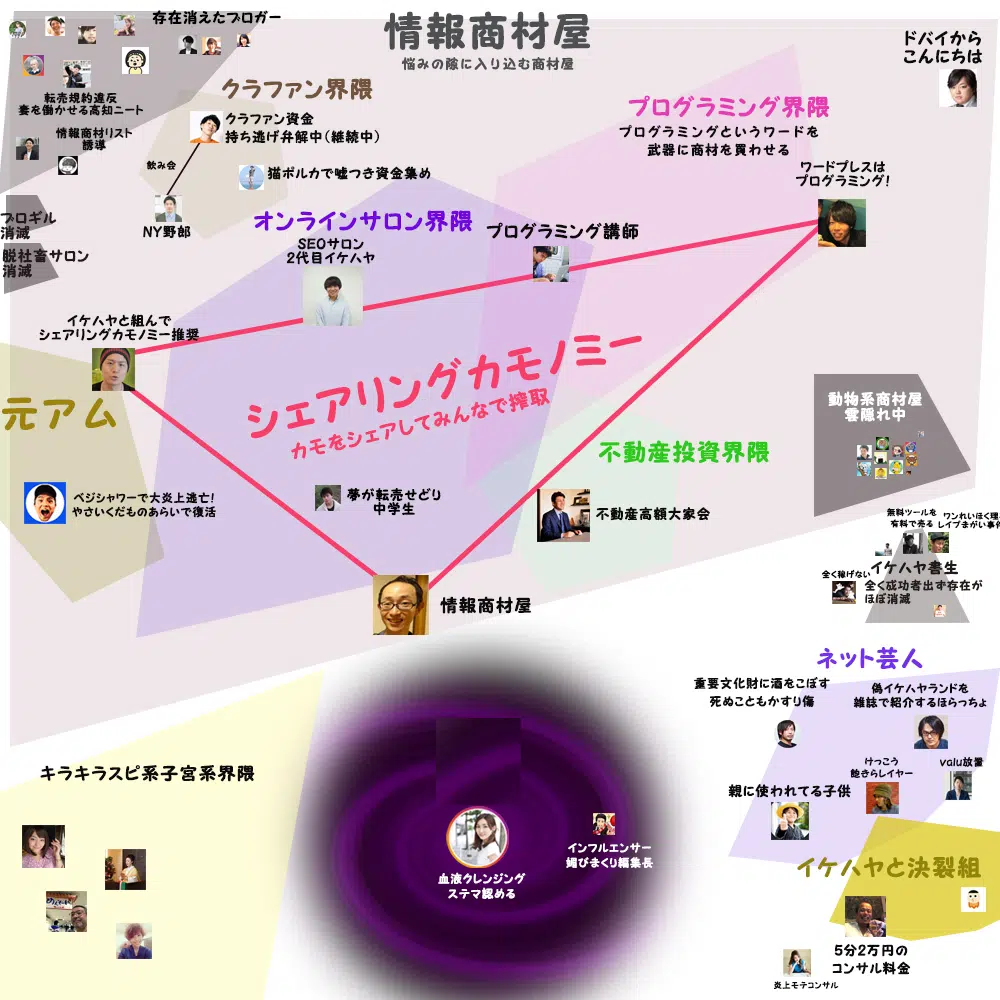 存在消えたブロガー
情報商材屋
悩みの隙に入り込む商材屋
ドバイから
こんにちは
転売規約違反
妻を働かせる高知ニート
情報商材リスト
誘導
クラファン界隈
クラファン資金
持ち逃げ弁解中(継続中)
飲み会
猫ポルカで嘘つき資金集め
NY野郎
プログラミング界隈
プログラミングというワードを
武器に商材を買わせる
ワードプレスは
プログラミング!
ブロギル
消滅
脱社畜サロン
消滅
オンラインサロン界隈
SEOサロン
2代目イケハヤ
プログラミング講師
イケハヤと組んで
シェアリングカモノミー推奨
シェアリングカモノミー
カモをシェアしてみんなで搾取
元アム
ベジシャワーで大炎上逃亡!
やさいくだものあらいで復活
夢が転売せどり
中学生
不動産投資界隈
不動産高額大家会
動物系商材屋
雲隠れ中
情報商材屋
無料ツールを
有料で売る
ワンれいほく理
レイプまがい事件
全く稼げない
イケハヤ書生
全く成功者出ず存在が
ほぼ消滅
ネット芸人
重要文化財に酒をこぼす
死ぬこともかすり傷
偽イケハヤランドを
雑誌で紹介するほらっちょ
けっこう
飽きらレイヤー
valu放置
親に使われてる子供
キラキラスピ系子宮系界隈
血液クレンジング
ステマ認める
インフルエンサー
媚びまくり編集長
イケハヤと決裂組
5分2万円の
コンサル料金
炎上モテコンサル